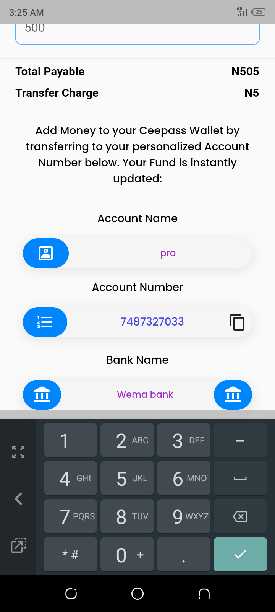 3:25 AM
500
Total Payable N505
Transfer Charge N5
Add Money to your Ceepass Wallet by
transferring to your personalized Account
Number below. Your Fund is instantly
updated:
Account Name
pro
Account Number
7497327033
Bank Name
Wema bank
1 2 ABC 3 DEF -
4 GHI 5 JKL 6 MNO
7 PQRS 8 TUV 9 WXYZ
*# 0 + .